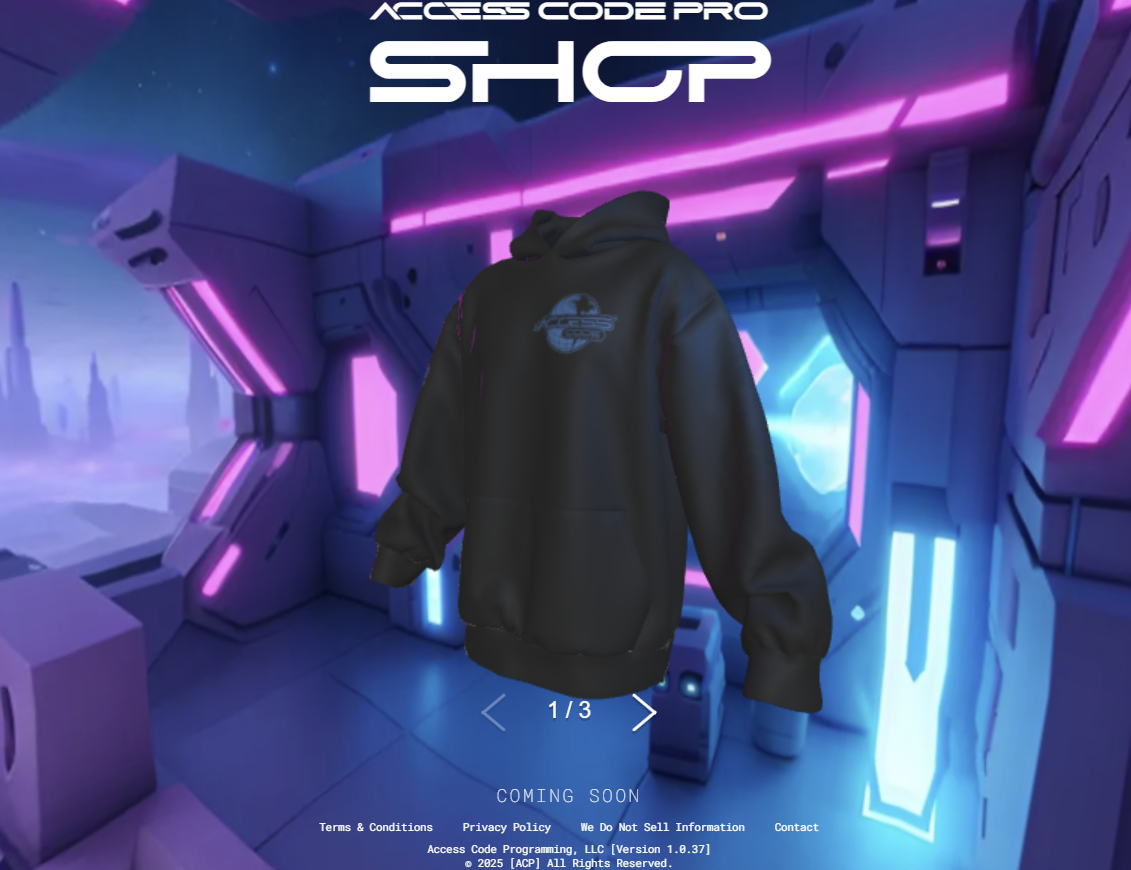 ACCESS CODE PRO
SHOP
ACCESS
1 / 3
COMING SOON
Terms & Conditions Privacy Policy We Do Not Sell Information Contact
Access Code Programming, LLC [Version 1.0.37]
© 2025 [ACP] All Rights Reserved.